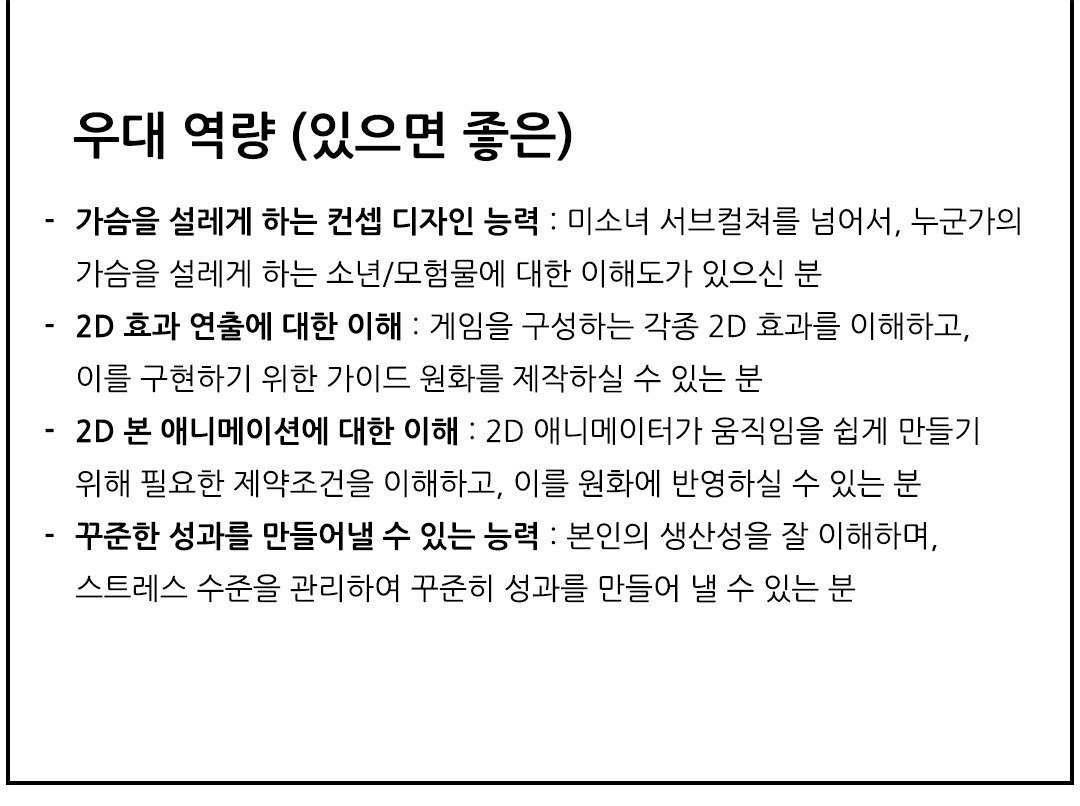 우대 역량 (있으면 좋은)
- 가슴을 설레게 하는 컨셉 디자인 능력 : 미소녀 서브컬쳐를 넘어서, 누군가의
가슴을 설레게 하는 소년/모험물에 대한 이해도가 있으신 분
- 2D 효과 연출에 대한 이해 : 게임을 구성하는 각종 2D 효과를 이해하고,
이를 구현하기 위한 가이드 원화를 제작하실 수 있는 분
- 2D 본 애니메이션에 대한 이해 : 2D 애니메이터가 움직임을 쉽게 만들기
위해 필요한 제약조건을 이해하고, 이를 원화에 반영하실 수 있는 분
- 꾸준한 성과를 만들어낼 수 있는 능력 : 본인의 생산성을 잘 이해하며,
스트레스 수준을 관리하여 꾸준히 성과를 만들어 낼 수 있는 분